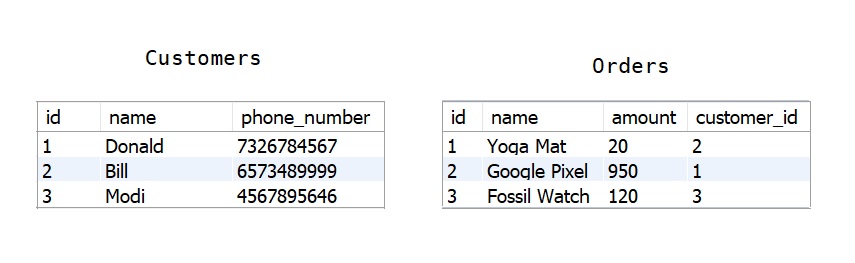 Customers
id name phone_number
1 Donald 7326784567
2 Bill 6573489999
3 Modi 4567895646
Orders
id name amount customer_id
1 Yoga Mat 20 2
2 Google Pixel 950 1
3 Fossil Watch 120 3